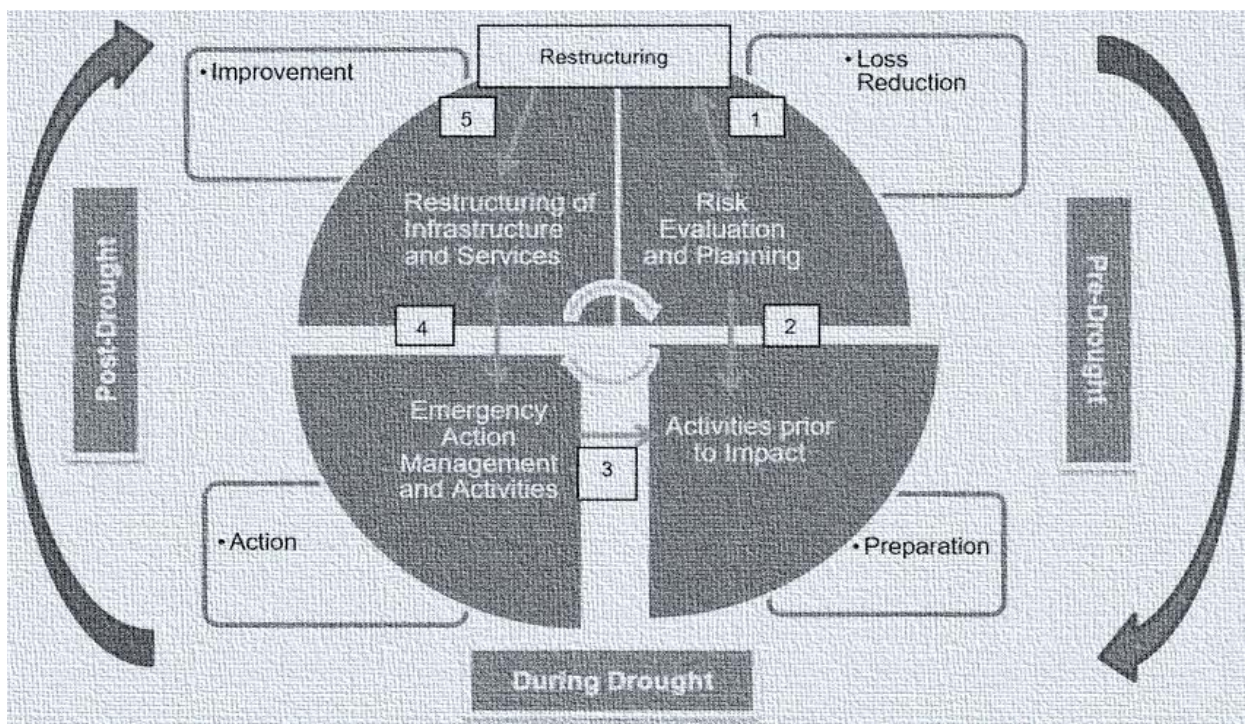 Restructuring
• Improvement
• Loss
Reduction
5
1
Restructuring of
Infrastructure
and Services
Risk
Evaluation
and Planning
Post-Drought
Pre-Drought
4
2
Emergency
Action
Management
and Activities
Activities prior
to Impact
3
• Action
• Preparation
During Drought